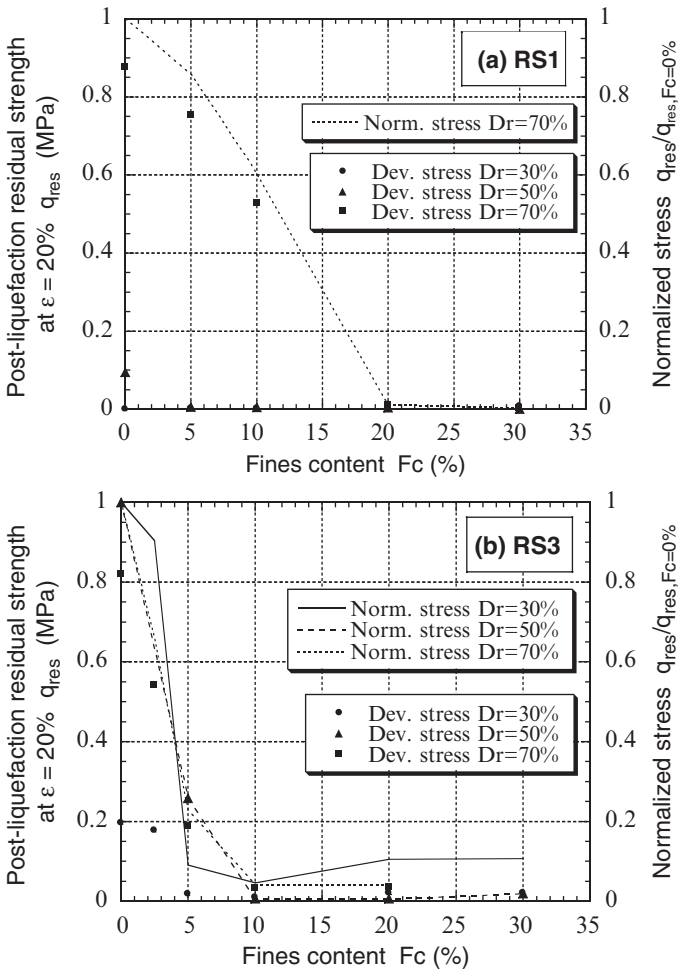 (a) RS1
Norm. stress Dr=70%
Dev. stress Dr=30%
Dev. stress Dr=50%
Dev. stress Dr=70%
Post-liquefaction residual strength
at ε = 20% qres (MPa)
1
0.8
0.6
0.4
0.2
0
Normalized stress qres/qres,Fc=0%
1
0.8
0.6
0.4
0.2
0
0 5 10 15 20 25 30 35
Fines content Fc (%)
(b) RS3
Norm. stress Dr=30%
Norm. stress Dr=50%
Norm. stress Dr=70%
Dev. stress Dr=30%
Dev. stress Dr=50%
Dev. stress Dr=70%
Post-liquefaction residual strength
at ε = 20% qres (MPa)
1
0.8
0.6
0.4
0.2
0
Normalized stress qres/qres,Fc=0%
1
0.8
0.6
0.4
0.2
0
0 5 10 15 20 25 30 35
Fines content Fc (%)